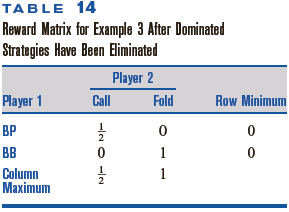 TABLE 14
Reward Matrix for Example 3 After Dominated
Strategies Have Been Eliminated
Player 2
Player 1 Call Fold Row Minimum
BP 1/2 0 0
BB 0 1 0
Column 1/2 1
Maximum